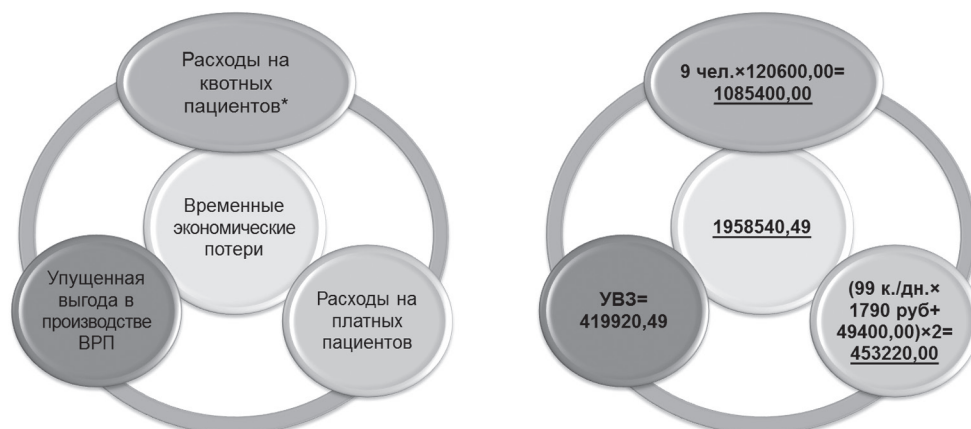 Расходы на
квотных
пациентов*
Временные
экономические
потери
Упущенная
выгода в
производстве
ВРП
Расходы на
платных
пациентов
9 чел.×120600,00=
1085400,00
1958540,49
УВЗ=
419920,49
(99 к./дн.×
1790 руб+
49400,00)×2=
453220,00